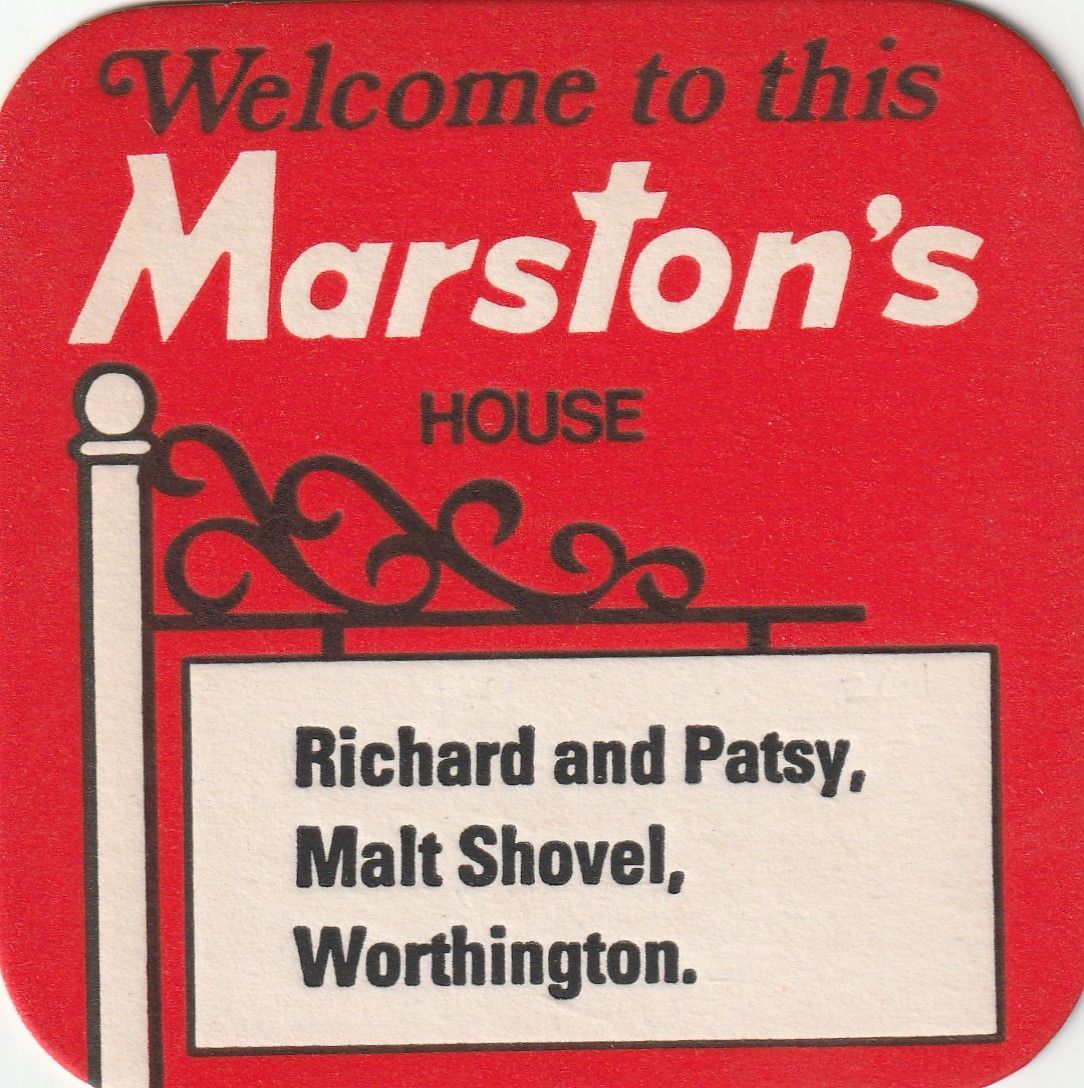 Welcome to this
Marston's
HOUSE
Richard and Patsy,
Malt Shovel,
Worthington.